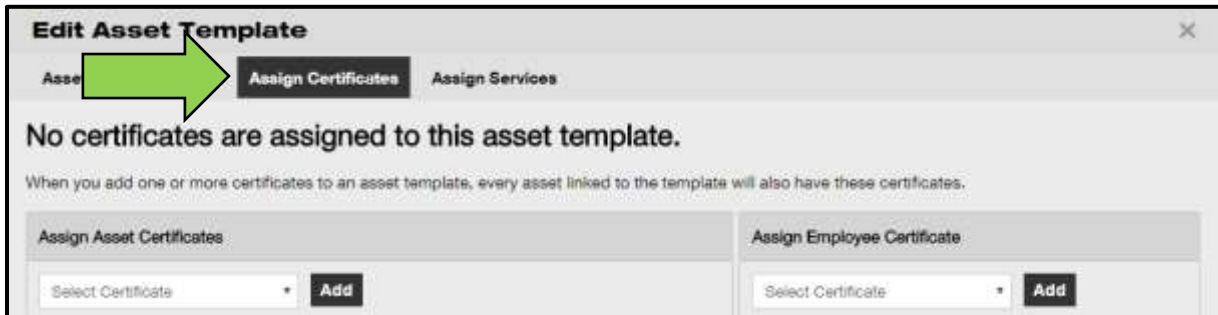 Edit Asset Template
Asse Assign Certificates Assign Services
No certificates are assigned to this asset template.
When you add one or more certificates to an asset template, every asset linked to the template will also have these certificates.
Assign Asset Certificates Assign Employee Certificate
Select Certificate Add Select Certificate Add